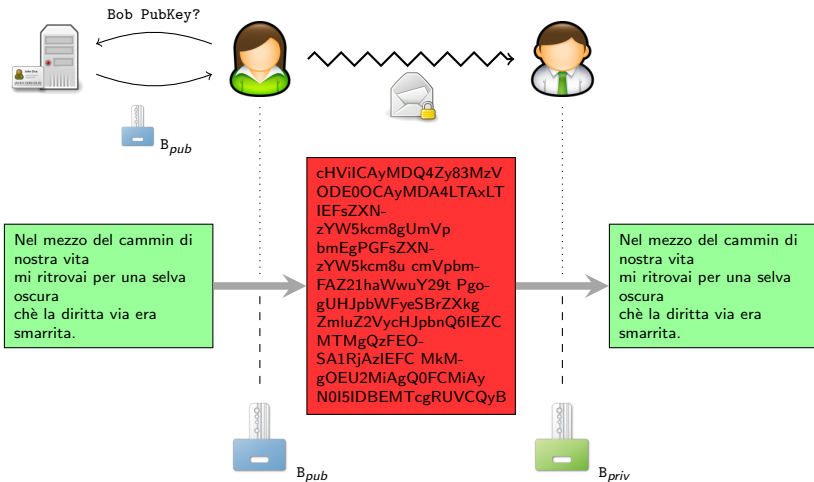 Bob PubKey?
B_pub
cHViICAyMDQ4Zy83MzV
ODE0OCAyMDA4LTAxLT
IEFsZXN-
zYW5kcm8gUmVp
bmEgPGFsZXN-
zYW5kcm8u cmVpbm-
FAZ21haWwuY29t Pgo-
gUHJpbWFyeSBrZXkg
ZmluZ2VycHJpbnQ6IEZC
MTMgQzFEO-
SA1RjAzIEFC MkM-
gOEU2MiAgQ0FCMiAy
N0I5IDBEMTcgRUVCQyB
Nel mezzo del cammin di
nostra vita
mi ritrovai per una selva
oscura
chè la diritta via era
smarrita.
Nel mezzo del cammin di
nostra vita
mi ritrovai per una selva
oscura
chè la diritta via era
smarrita.
B_pub
B_priv